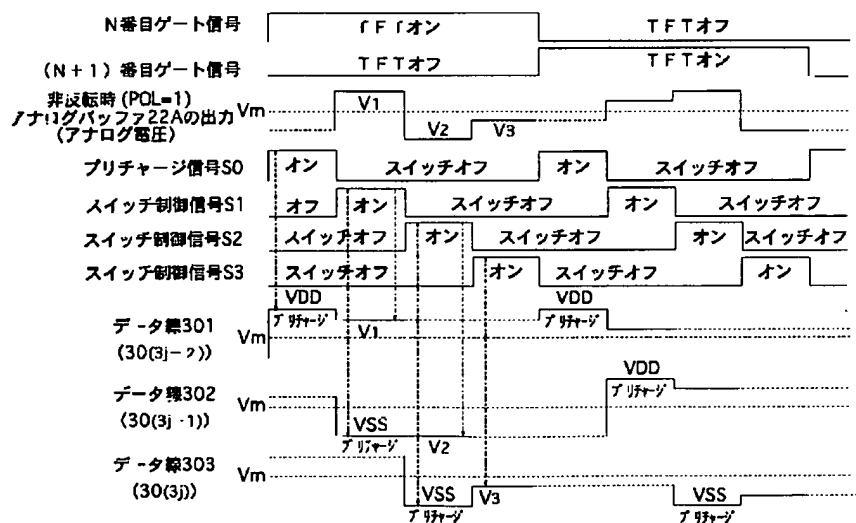 N番目ゲート信号
TFTオン
TFTオフ
(N+1)番目ゲート信号
TFTオフ
TFTオン
非反転時(POL=1)
アナログバッファ22Aの出力
(アナログ電圧)
Vm
V1
V2
V3
プリチャージ信号S0
オン
スイッチオフ
オン
スイッチオフ
スイッチ制御信号S1
オフ
オン
スイッチオフ
オン
スイッチオフ
スイッチ制御信号S2
スイッチオフ
オン
スイッチオフ
オン
スイッチオフ
スイッチ制御信号S3
スイッチオフ
オン
スイッチオフ
オン
VDD
プリチャージ
V1
VDD
プリチャージ
データ線301
(30(3j-2))
Vm
データ線302
(30(3j-1))
Vm
VSS
プリチャージ
V2
VDD
プリチャージ
データ線303
(30(3j))
Vm
VSS
プリチャージ
V3
VSS
プリチャージ